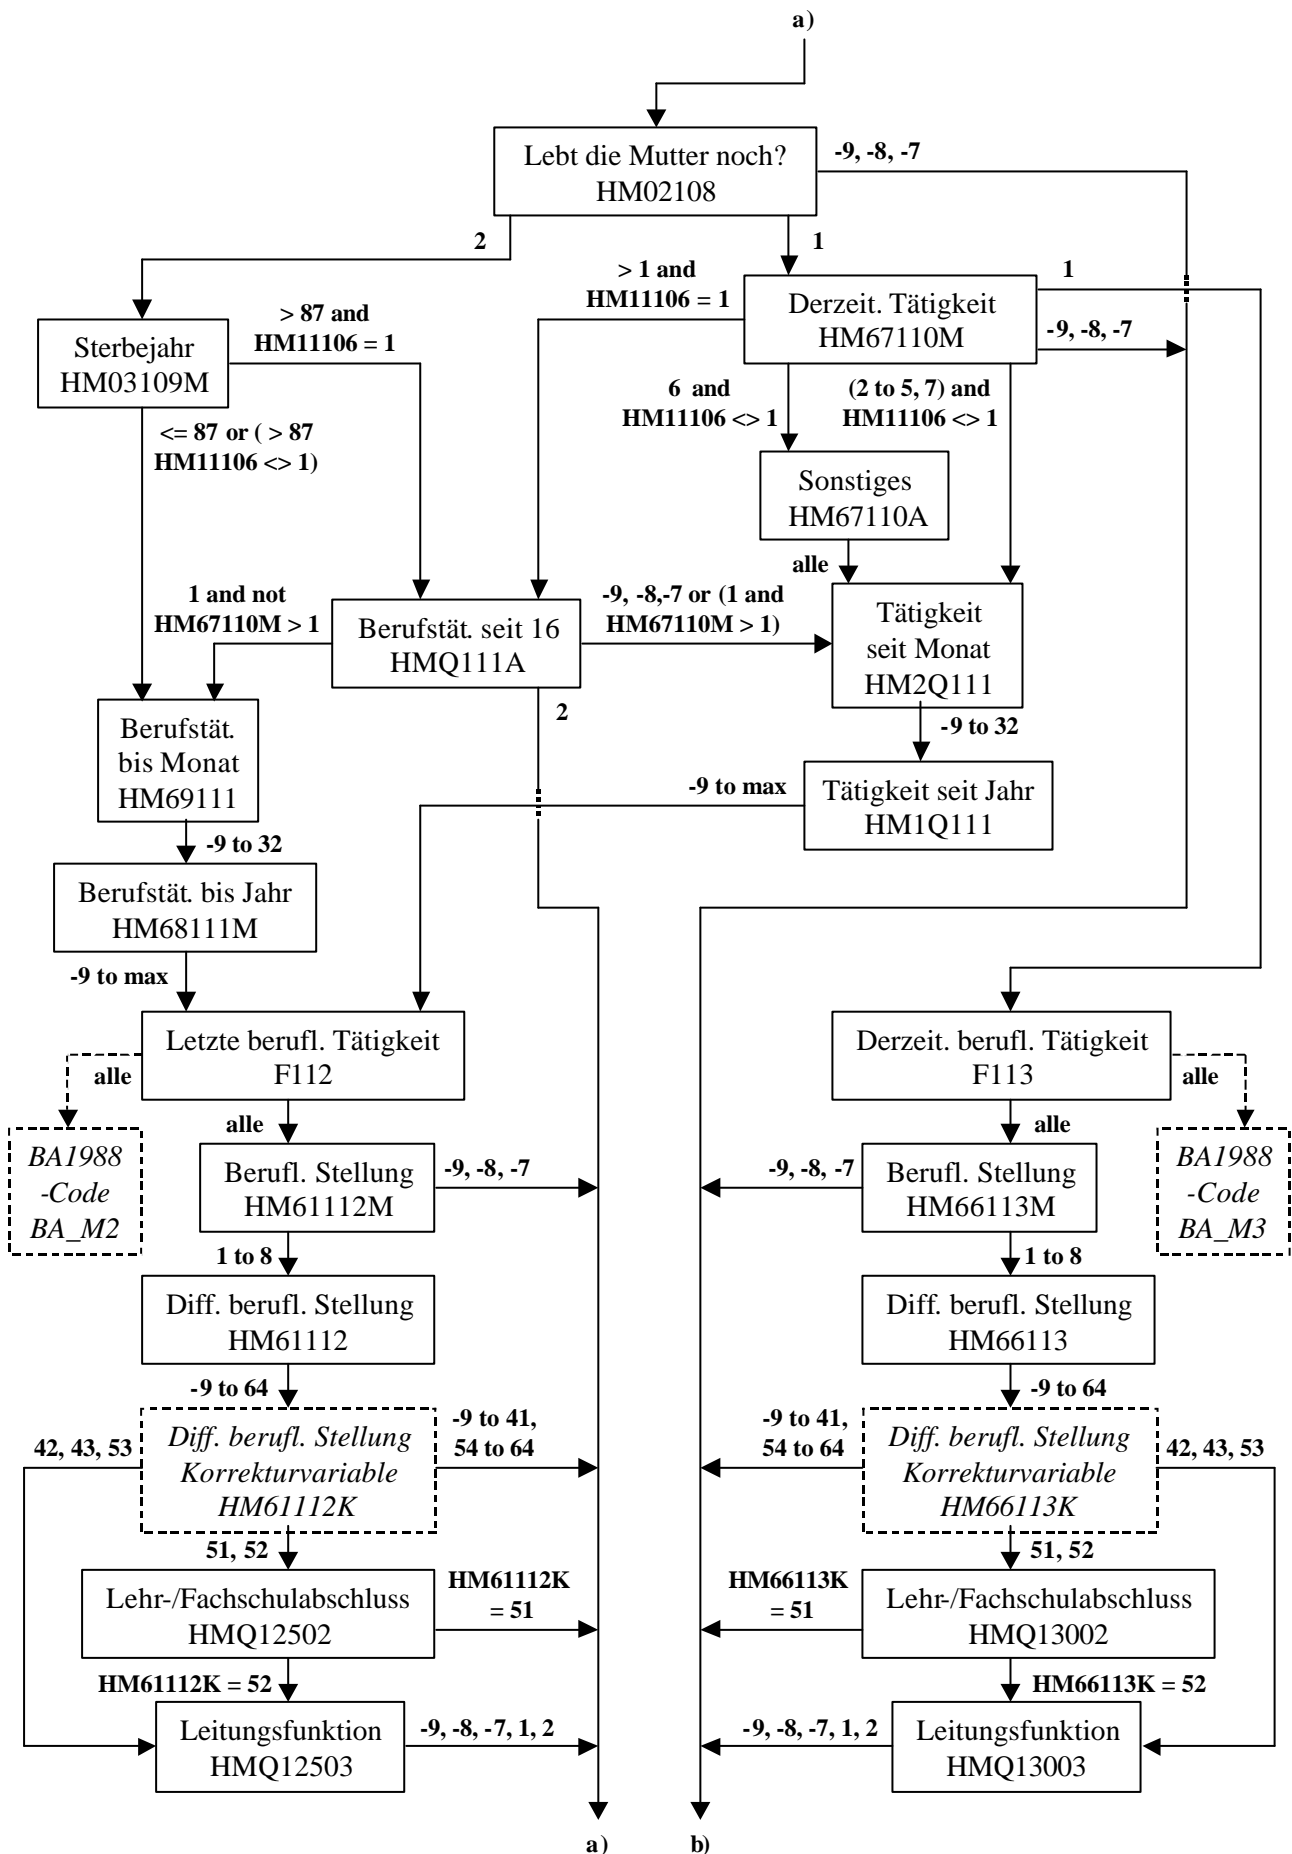 a)
Lebt die Mutter noch?
HM02108
-9, -8, -7
2
1
> 1 and
HM11106 = 1
Derzeit. Tätigkeit
HM67110M
1
-9, -8, -7
Sterbejahr
HM03109M
> 87 and
HM11106 = 1
6 and
HM11106 <> 1
(2 to 5, 7) and
HM11106 <> 1
<= 87 or ( > 87
HM11106 <> 1)
Sonstiges
HM67110A
alle
1 and not
HM67110M > 1
Berufstät. seit 16
HMQ111A
-9, -8,-7 or (1 and
HM67110M > 1)
Tätigkeit
seit Monat
HM2Q111
2
-9 to 32
Berufstät.
bis Monat
HM69111
-9 to max
Tätigkeit seit Jahr
HM1Q111
-9 to 32
Berufstät. bis Jahr
HM68111M
-9 to max
Letzte berufl. Tätigkeit
F112
Derzeit. berufl. Tätigkeit
F113
alle
alle
BA1988
-Code
BA_M2
alle
alle
BA1988
-Code
BA_M3
Berufl. Stellung
HM61112M
-9, -8, -7
-9, -8, -7
Berufl. Stellung
HM66113M
1 to 8
1 to 8
Diff. berufl. Stellung
HM61112
Diff. berufl. Stellung
HM66113
-9 to 64
-9 to 64
42, 43, 53
Diff. berufl. Stellung
Korrekturvariable
HM61112K
-9 to 41,
54 to 64
-9 to 41,
54 to 64
Diff. berufl. Stellung
Korrekturvariable
HM66113K
42, 43, 53
51, 52
51, 52
Lehr-/Fachschulabschluss
HMQ12502
HM61112K
= 51
HM66113K
= 51
Lehr-/Fachschulabschluss
HMQ13002
HM61112K = 52
HM66113K = 52
Leitungsfunktion
HMQ12503
-9, -8, -7, 1, 2
-9, -8, -7, 1, 2
Leitungsfunktion
HMQ13003
a)
b)